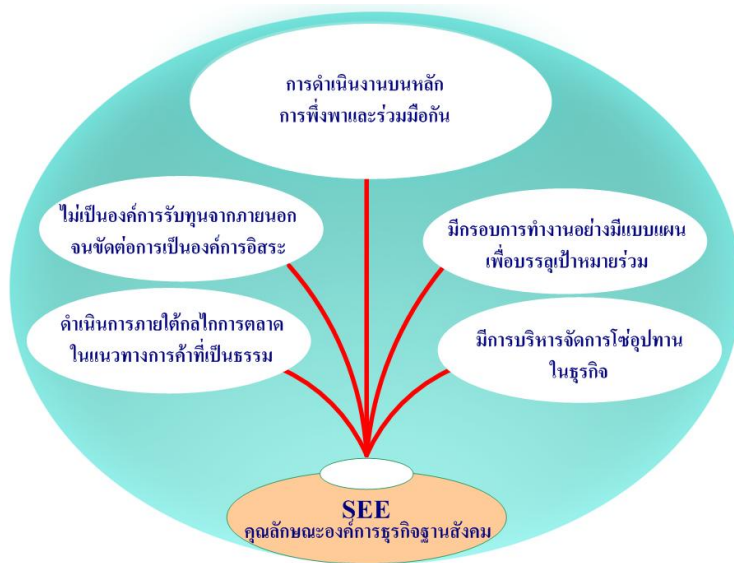 การดำเนินงานบนหลัก
การพึ่งพาและร่วมมือกัน
ไม่เป็นองค์การรับทุนจากภายนอก
จนขัดต่อการเป็นองค์การอิสระ
มีกรอบการทำงานอย่างมีแบบแผน
เพื่อบรรลุเป้าหมายร่วม
ดำเนินการภายใต้กลไกการตลาด
ในแนวทางการค้าที่เป็นธรรม
มีการบริหารจัดการโซ่อุปทาน
ในธุรกิจ
SEE
คุณลักษณะองค์การธุรกิจฐานสังคม